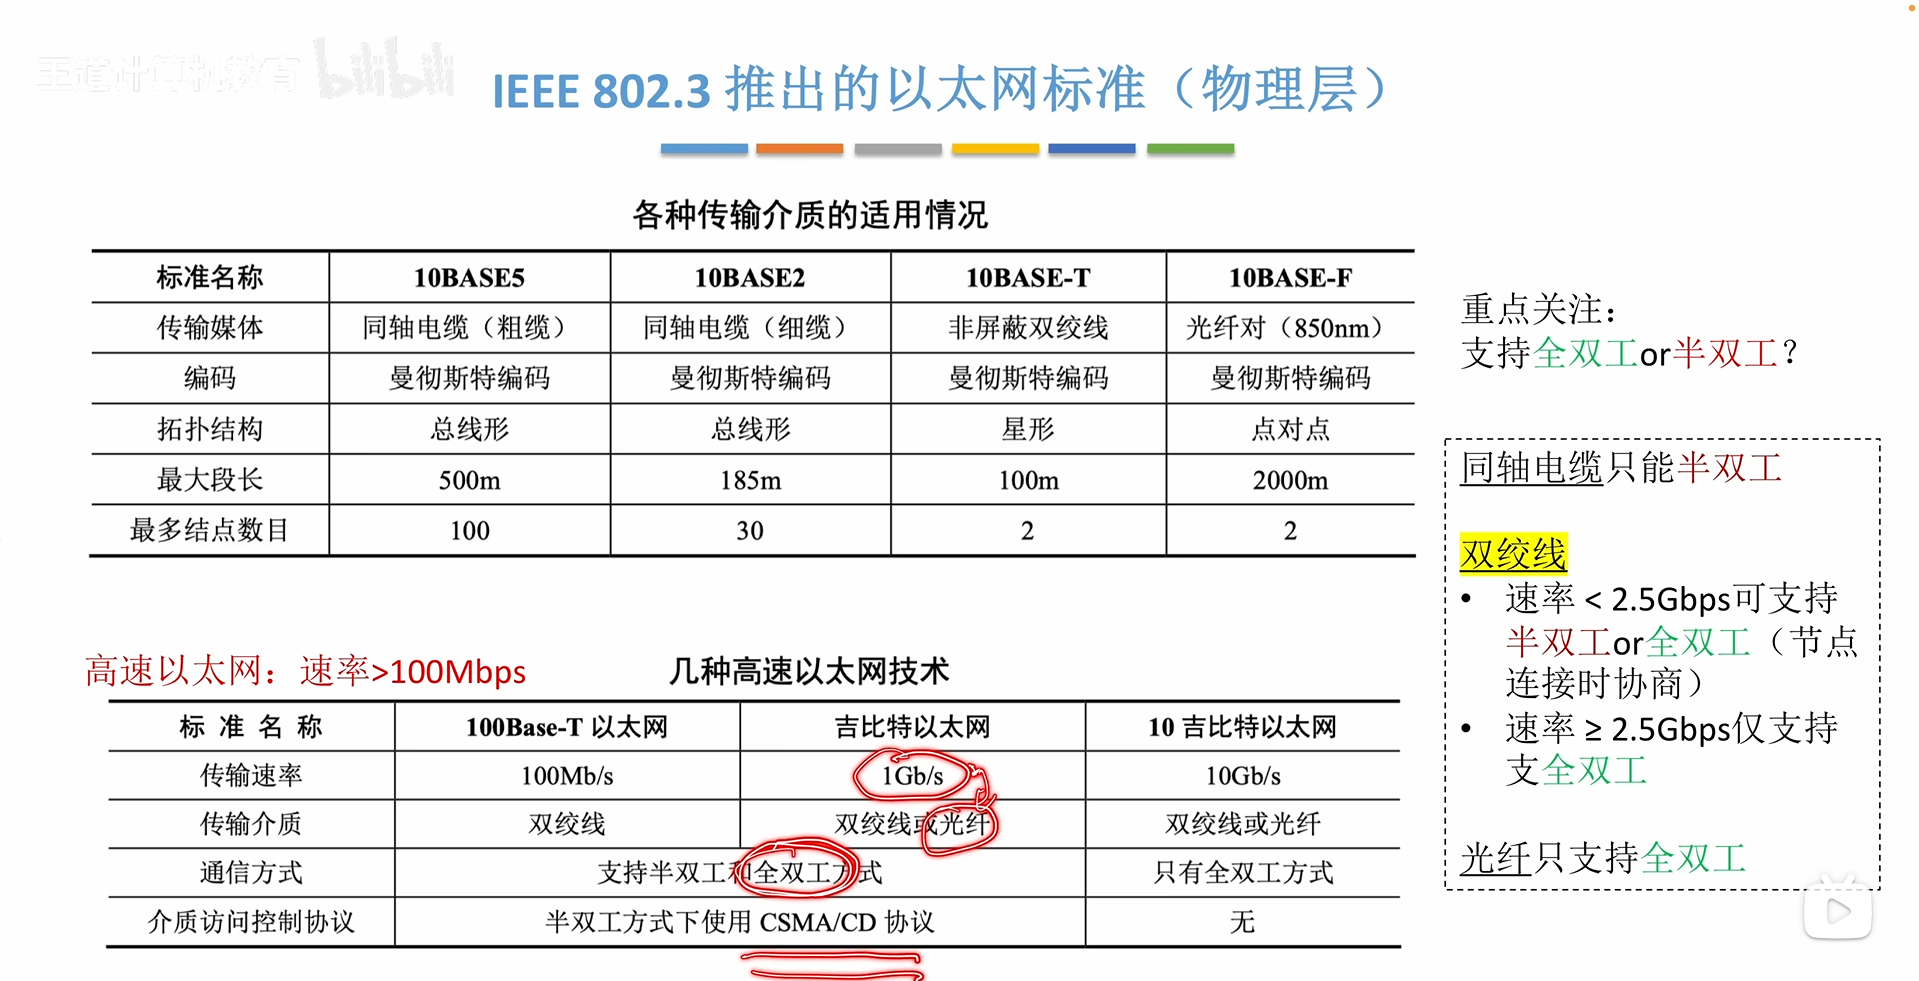 王道计算机教育 bilibili
IEEE 802.3 推出的以太网标准（物理层）
各种传输介质的适用情况
标准名称 10BASE5 10BASE2 10BASE-T 10BASE-F
传输媒体 同轴电缆（粗缆） 同轴电缆（细缆） 非屏蔽双绞线 光纤对（850nm）
编码 曼彻斯特编码 曼彻斯特编码 曼彻斯特编码 曼彻斯特编码
拓扑结构 总线形 总线形 星形 点对点
最大段长 500m 185m 100m 2000m
最多结点数目 100 30 2 2
重点关注：
支持全双工or半双工？
同轴电缆只能半双工
双绞线
• 速率 < 2.5Gbps可支持
半双工or全双工（节点
连接时协商）
• 速率 ≥ 2.5Gbps仅支持
支全双工
光纤只支持全双工
高速以太网：速率>100Mbps
几种高速以太网技术
标 准 名 称 100Base-T 以太网 吉比特以太网 10 吉比特以太网
传输速率 100Mb/s 1Gb/s 10Gb/s
传输介质 双绞线 双绞线或光纤 双绞线或光纤
通信方式 支持半双工和全双工方式 只有全双工方式
介质访问控制协议 半双工方式下使用 CSMA/CD 协议 无